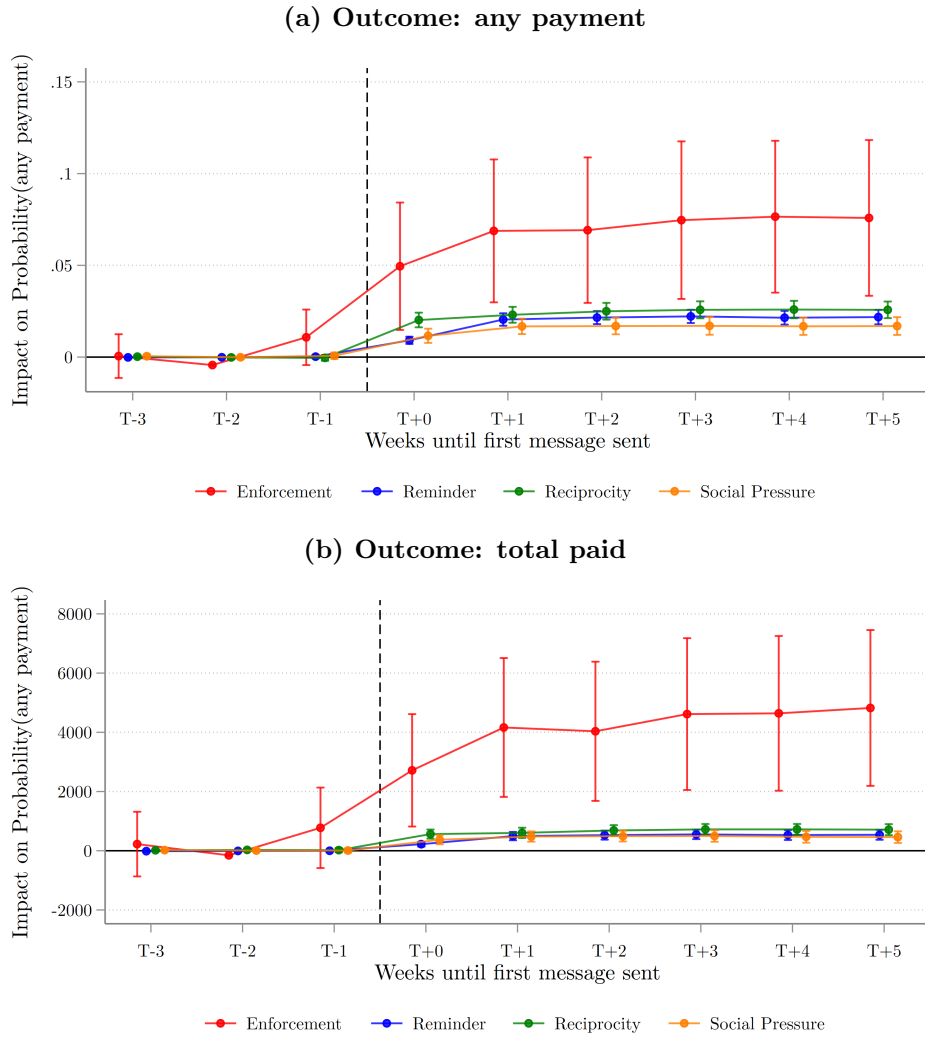 (a) Outcome: any payment
Impact on Probability(any payment)
.15
.1
.05
0
T-3 T-2 T-1 T+0 T+1 T+2 T+3 T+4 T+5
Weeks until first message sent
Enforcement Reminder Reciprocity Social Pressure
(b) Outcome: total paid
Impact on Probability(any payment)
8000
6000
4000
2000
0
-2000
T-3 T-2 T-1 T+0 T+1 T+2 T+3 T+4 T+5
Weeks until first message sent
Enforcement Reminder Reciprocity Social Pressure